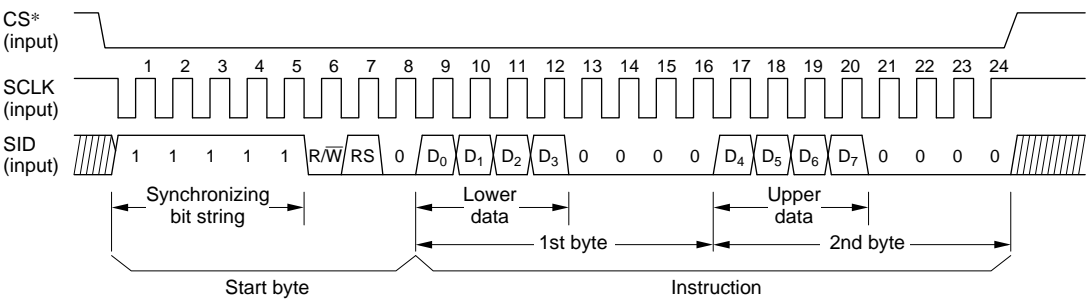 CS*
(input)
1 2 3 4 5 6 7 8 9 10 11 12 13 14 15 16 17 18 19 20 21 22 23 24
SCLK
(input)
SID
(input)
1 1 1 1 1 R/W̅ RS 0 D₀ D₁ D₂ D₃ 0 0 0 0 D₄ D₅ D₆ D₇ 0 0 0 0
Synchronizing
bit string
Lower
data
Upper
data
1st byte
2nd byte
Start byte
Instruction